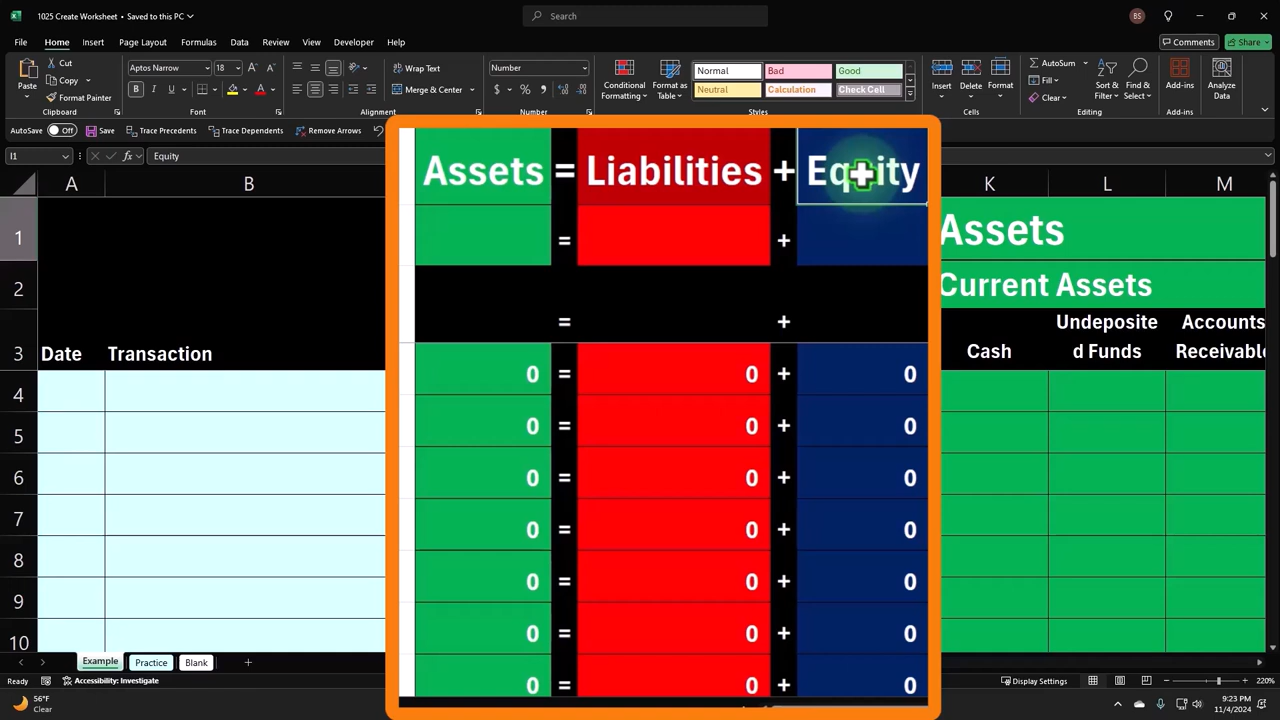 1025 Create Worksheet • Saved to this PC
Search
BS
File Home Insert Page Layout Formulas Data Review View Developer Help
Comments Share
Cut
Copy
Format Painter
Clipboard
Aptos Narrow 18
B I U
Font
Wrap Text
Merge & Center
Alignment
Number
$ % ,
Number
Conditional Formatting
Format as Table
Normal Bad Good
Neutral Calculation Check Cell
Styles
Insert Delete Format
Cells
AutoSum
Fill
Clear
Sort & Filter
Find & Select
Editing
Add-ins
Add-ins
Analyze Data
AutoSave Off Save Trace Precedents Trace Dependents Remove Arrows
I1 fx Equity
A B K L M
1
2
3
4
5
6
7
8
9
10
Date Transaction
Assets = Liabilities + Equity
= +
= +
0 = 0 + 0
0 = 0 + 0
0 = 0 + 0
0 = 0 + 0
0 = 0 + 0
0 = 0 + 0
0 = 0 + 0
Assets
Current Assets
Cash
Undeposite
d Funds
Accounts
Receivable
Example Practice Blank +
Ready Accessibility: Investigate
Display Settings
220%
56°F
Clear
9:23 PM
11/4/2024